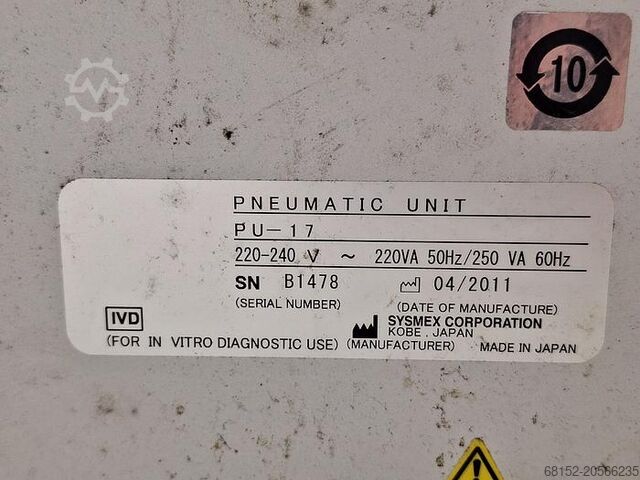 10
PNEUMATIC UNIT
PU-17
220-240 V ~ 220VA 50Hz/250 VA 60Hz
SN B1478 04/2011
(SERIAL NUMBER) (DATE OF MANUFACTURE)
IVD SYSMEX CORPORATION
KOBE, JAPAN
(FOR IN VITRO DIAGNOSTIC USE) (MANUFACTURER) MADE IN JAPAN
68152-20566235